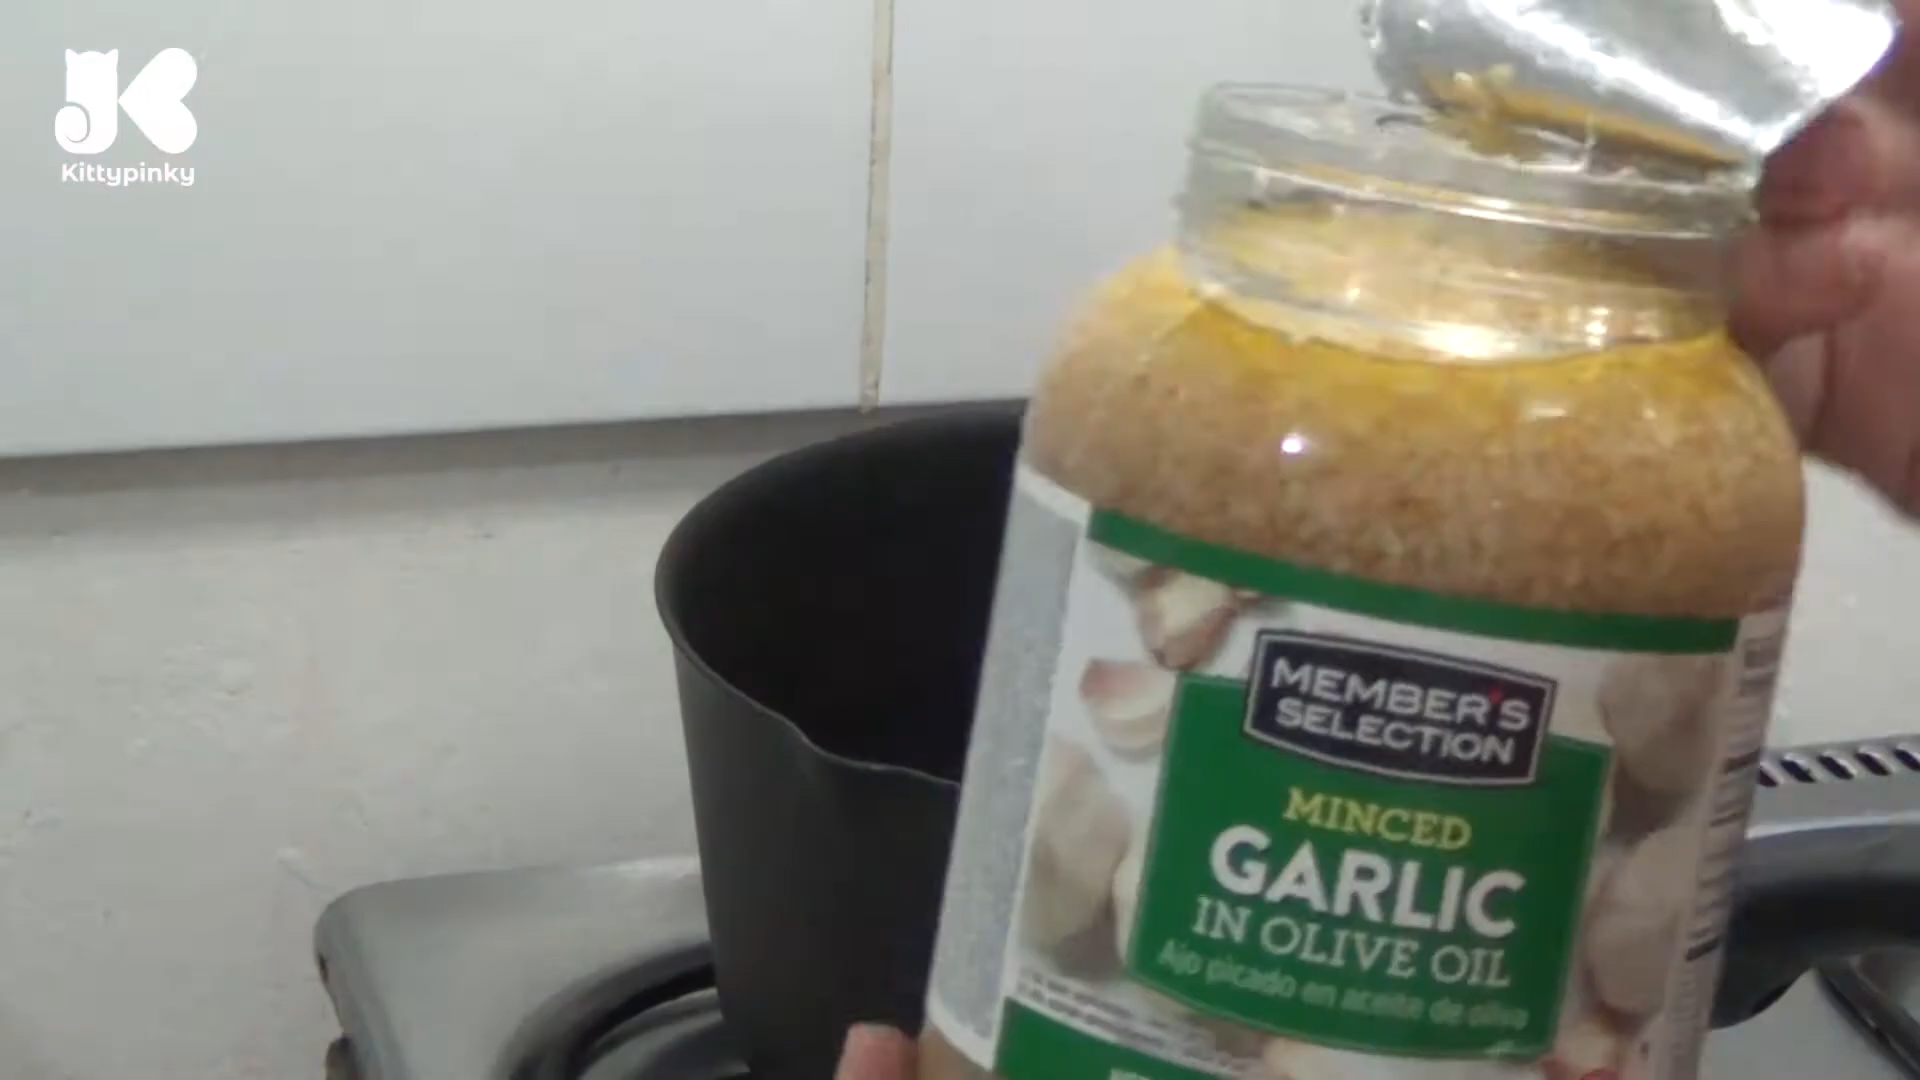 Kittypinky
MEMBER'S
SELECTION
MINCED
GARLIC
IN OLIVE OIL
Ajo picado en aceite de oliva